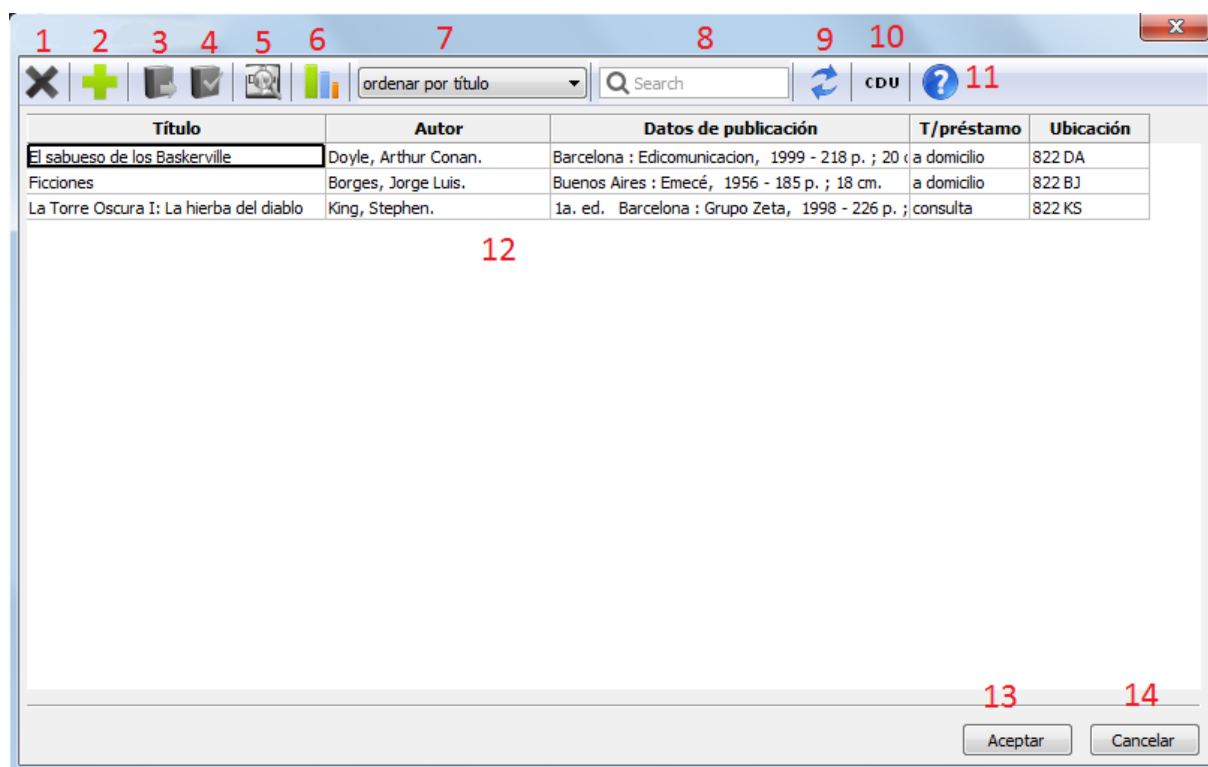 1 2 3 4 5 6 7 8 9 10
ordenar por título Search CDU ? 11
Título Autor Datos de publicación T/préstamo Ubicación
El sabueso de los Baskerville Doyle, Arthur Conan. Barcelona : Edicomunicacion, 1999 - 218 p. ; 20 a domicilio 822 DA
Ficciones Borges, Jorge Luis. Buenos Aires : Emecé, 1956 - 185 p. ; 18 cm. a domicilio 822 BJ
La Torre Oscura I: La hierba del diablo King, Stephen. 1a. ed. Barcelona : Grupo Zeta, 1998 - 226 p. ; consulta 822 KS
12
13 14
Aceptar Cancelar